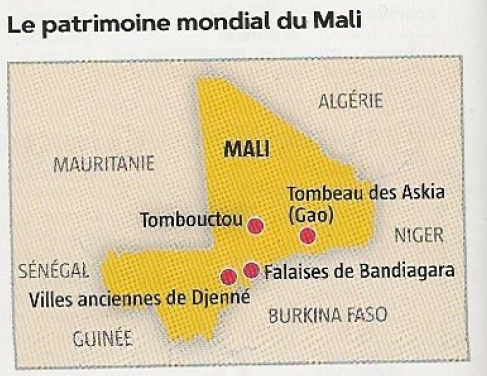 Le patrimoine mondial du Mali
ALGÉRIE
MALI
MAURITANIE
Tombeau des Askia
(Gao)
Tombouctou
NIGER
SÉNÉGAL
Falaises de Bandiagara
Villes anciennes de Djenné
BURKINA FASO
GUINÉE